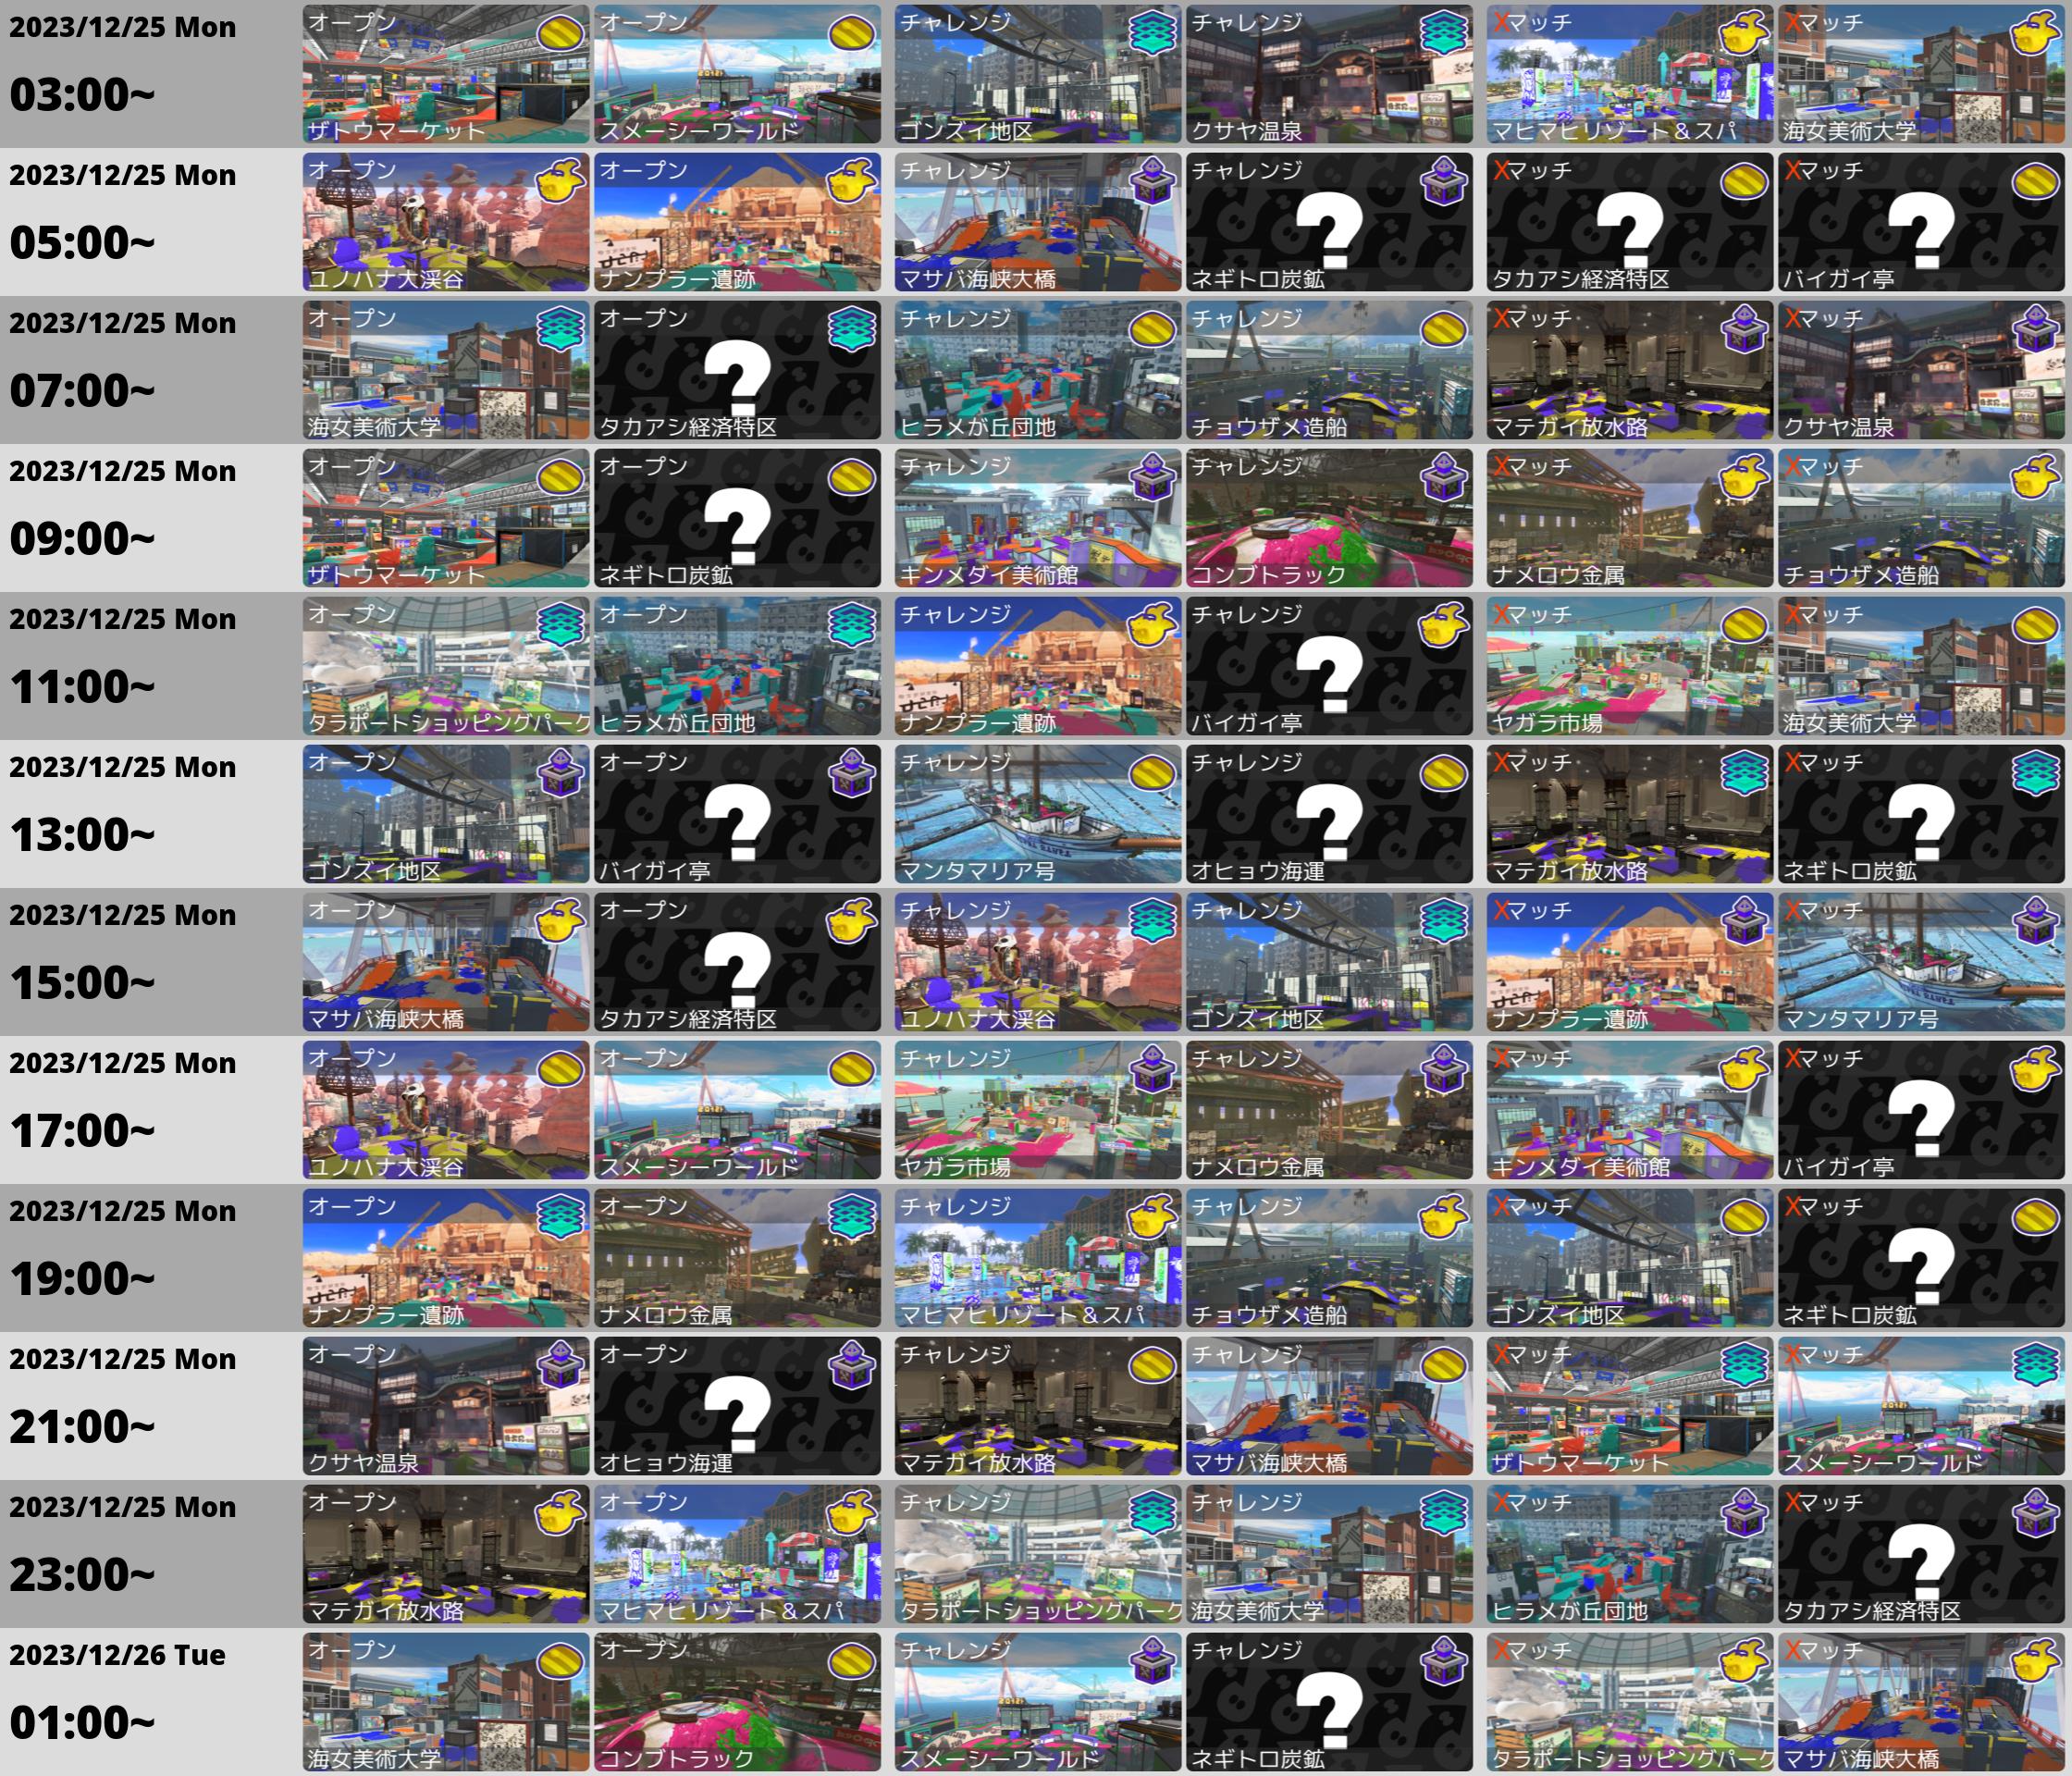 2023/12/25 Mon
03:00~
オープン
ザトウマーケット
オープン
スメーシーワールド
チャレンジ
ゴンズイ地区
チャレンジ
クサヤ温泉
Xマッチ
マヒマヒリゾート＆スパ
Xマッチ
海女美術大学
2023/12/25 Mon
05:00~
オープン
ユノハナ大渓谷
オープン
ナンプラー遺跡
チャレンジ
マサバ海峡大橋
チャレンジ
?
ネギトロ炭鉱
Xマッチ
?
タカアシ経済特区
Xマッチ
?
バイガイ亭
2023/12/25 Mon
07:00~
オープン
海女美術大学
オープン
?
タカアシ経済特区
チャレンジ
ヒラメが丘団地
チャレンジ
チョウザメ造船
Xマッチ
マテガイ放水路
Xマッチ
クサヤ温泉
2023/12/25 Mon
09:00~
オープン
ザトウマーケット
オープン
?
ネギトロ炭鉱
チャレンジ
キンメダイ美術館
チャレンジ
コンブトラック
Xマッチ
ナメロウ金属
Xマッチ
チョウザメ造船
2023/12/25 Mon
11:00~
オープン
タラポートショッピングパーク
オープン
ヒラメが丘団地
チャレンジ
ナンプラー遺跡
チャレンジ
?
バイガイ亭
Xマッチ
ヤガラ市場
Xマッチ
海女美術大学
2023/12/25 Mon
13:00~
オープン
ゴンズイ地区
オープン
?
バイガイ亭
チャレンジ
マンタマリア号
チャレンジ
?
オヒョウ海運
Xマッチ
マテガイ放水路
Xマッチ
?
ネギトロ炭鉱
2023/12/25 Mon
15:00~
オープン
マサバ海峡大橋
オープン
?
タカアシ経済特区
チャレンジ
ユノハナ大渓谷
チャレンジ
ゴンズイ地区
Xマッチ
ナンプラー遺跡
Xマッチ
マンタマリア号
2023/12/25 Mon
17:00~
オープン
ユノハナ大渓谷
オープン
スメーシーワールド
チャレンジ
ヤガラ市場
チャレンジ
ナメロウ金属
Xマッチ
キンメダイ美術館
Xマッチ
?
バイガイ亭
2023/12/25 Mon
19:00~
オープン
ナンプラー遺跡
オープン
ナメロウ金属
チャレンジ
マヒマヒリゾート＆スパ
チャレンジ
チョウザメ造船
Xマッチ
ゴンズイ地区
Xマッチ
?
ネギトロ炭鉱
2023/12/25 Mon
21:00~
オープン
クサヤ温泉
オープン
?
オヒョウ海運
チャレンジ
マテガイ放水路
チャレンジ
マサバ海峡大橋
Xマッチ
ザトウマーケット
Xマッチ
スメーシーワールド
2023/12/25 Mon
23:00~
オープン
マテガイ放水路
オープン
マヒマヒリゾート＆スパ
チャレンジ
タラポートショッピングパーク
チャレンジ
海女美術大学
Xマッチ
ヒラメが丘団地
Xマッチ
?
タカアシ経済特区
2023/12/26 Tue
01:00~
オープン
海女美術大学
オープン
コンブトラック
チャレンジ
スメーシーワールド
チャレンジ
?
ネギトロ炭鉱
Xマッチ
タラポートショッピングパーク
Xマッチ
マサバ海峡大橋